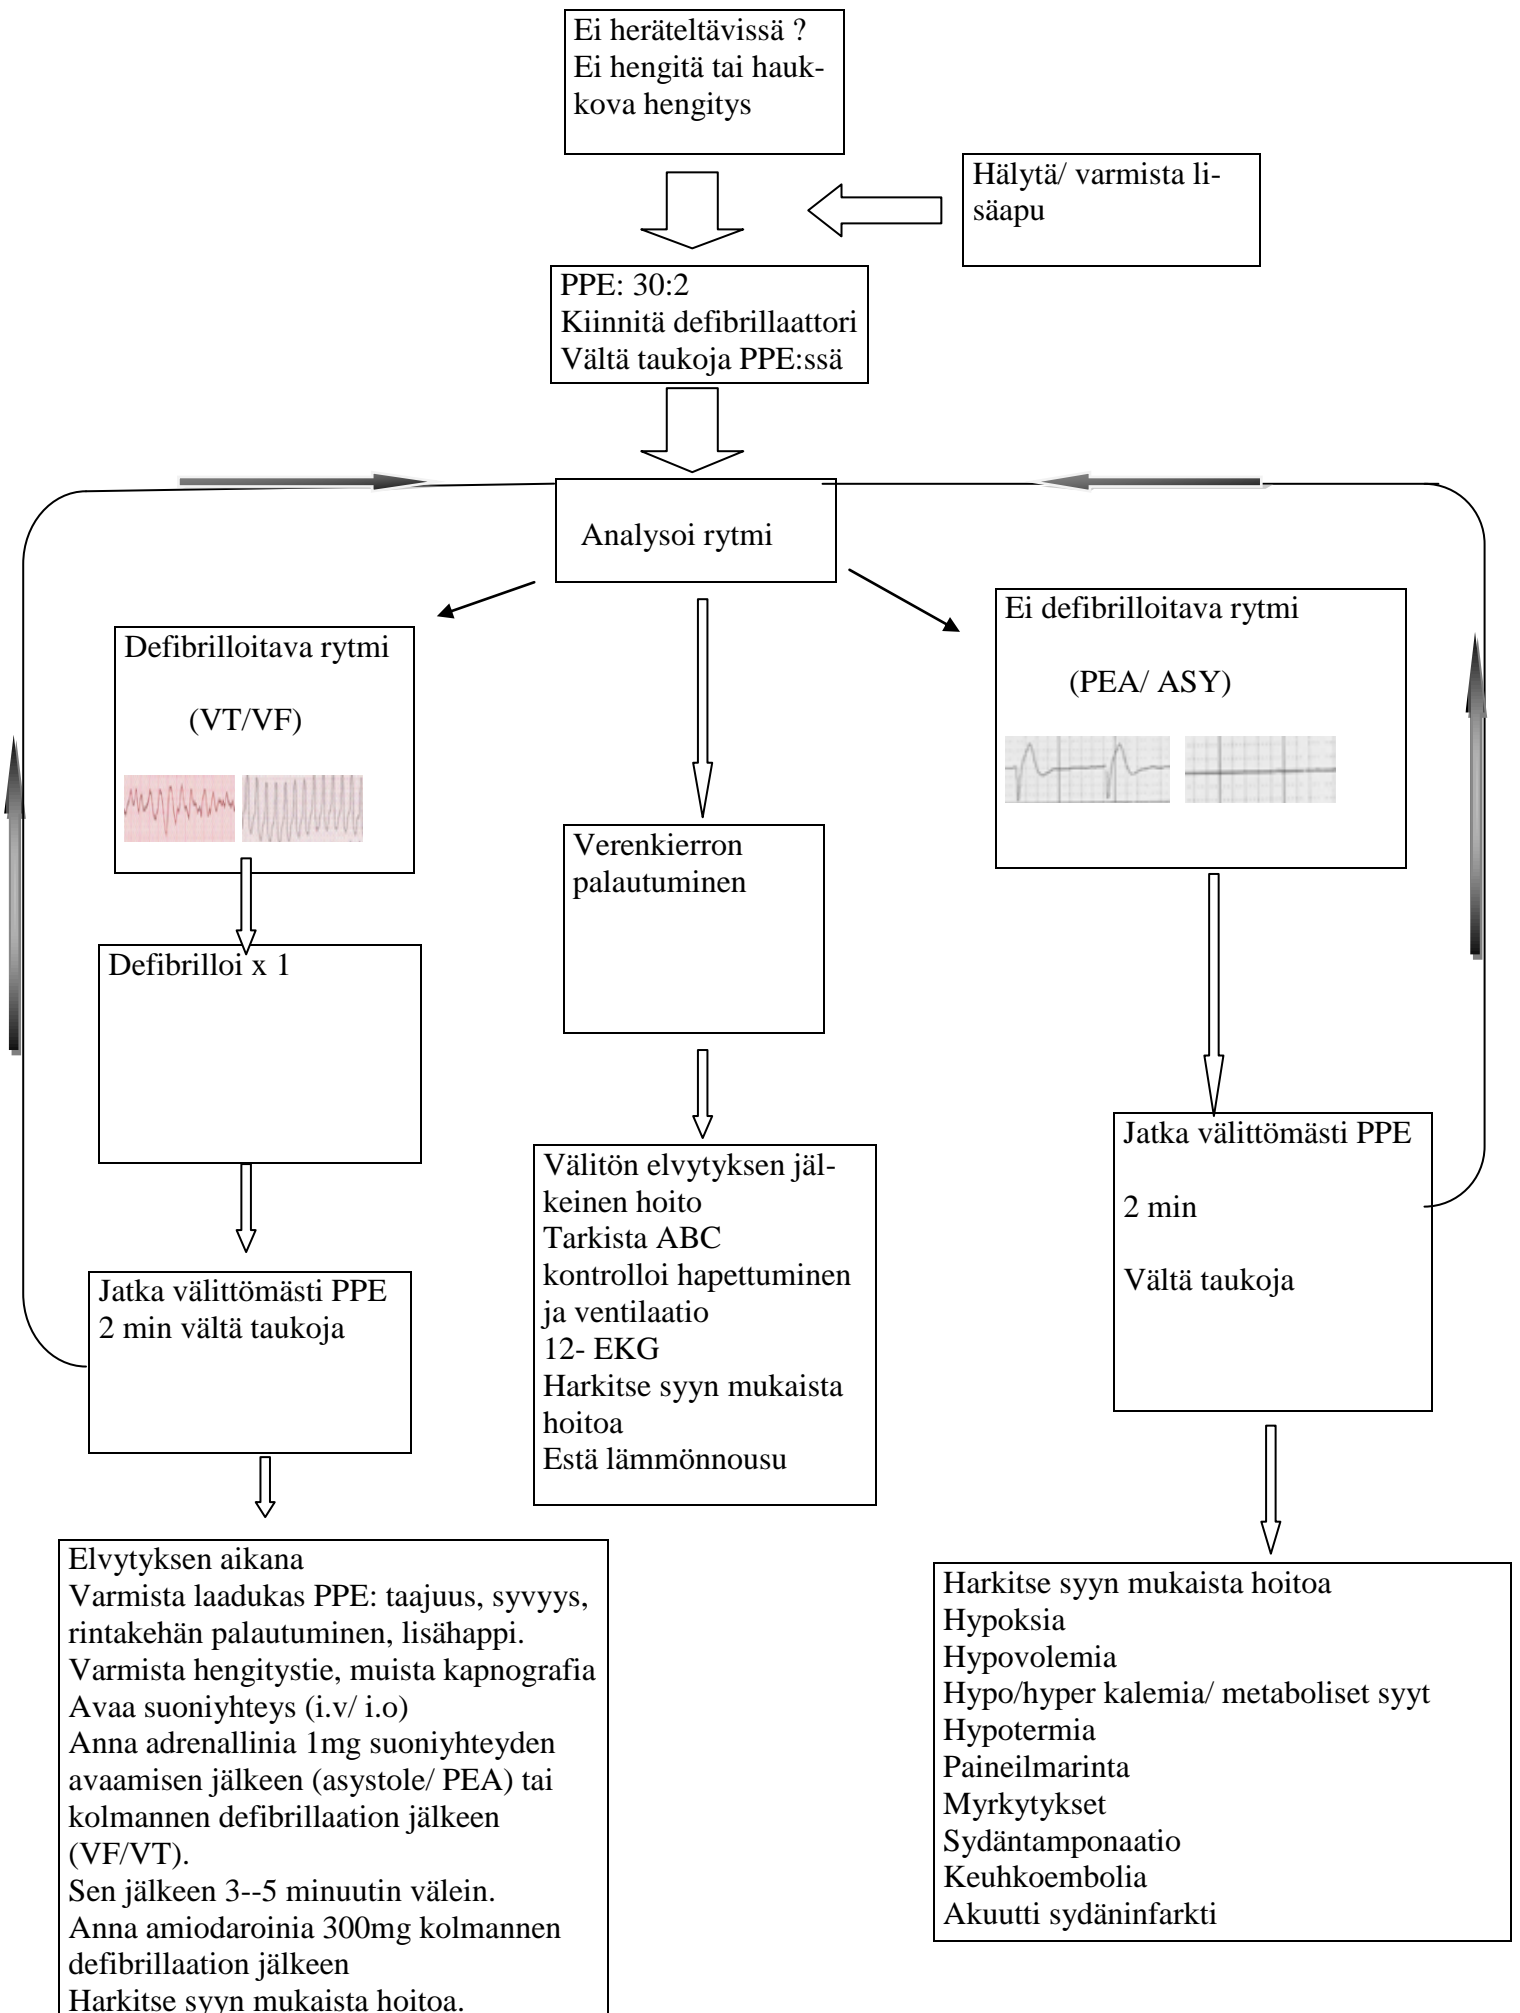 Ei heräteltävissä ?
Ei hengitä tai hauk-
kova hengitys
Hälytä/ varmista li-
säapu
PPE: 30:2
Kiinnitä defibrillaattori
Vältä taukoja PPE:ssä
Analysoi rytmi
Defibrilloitava rytmi
(VT/VF)
Ei defibrilloitava rytmi
(PEA/ ASY)
Verenkierron
palautuminen
Defibrilloi x 1
Jatka välittömästi PPE
2 min vältä taukoja
Välitön elvytyksen jäl-
keinen hoito
Tarkista ABC
kontrolloi hapettuminen
ja ventilaatio
12- EKG
Harkitse syyn mukaista
hoitoa
Estä lämmönnousu
Jatka välittömästi PPE
2 min
Vältä taukoja
Elvytyksen aikana
Varmista laadukas PPE: taajuus, syvyys,
rintakehän palautuminen, lisähappi.
Varmista hengitystie, muista kapnografia
Avaa suoniyhteys (i.v/ i.o)
Anna adrenallinia 1mg suoniyhteyden
avaamisen jälkeen (asystole/ PEA) tai
kolmannen defibrillaation jälkeen
(VF/VT).
Sen jälkeen 3--5 minuutin välein.
Anna amiodaroinia 300mg kolmannen
defibrillaation jälkeen
Harkitse syyn mukaista hoitoa.
Harkitse syyn mukaista hoitoa
Hypoksia
Hypovolemia
Hypo/hyper kalemia/ metaboliset syyt
Hypotermia
Paineilmarinta
Myrkytykset
Sydäntamponaatio
Keuhkoembolia
Akuutti sydäninfarkti